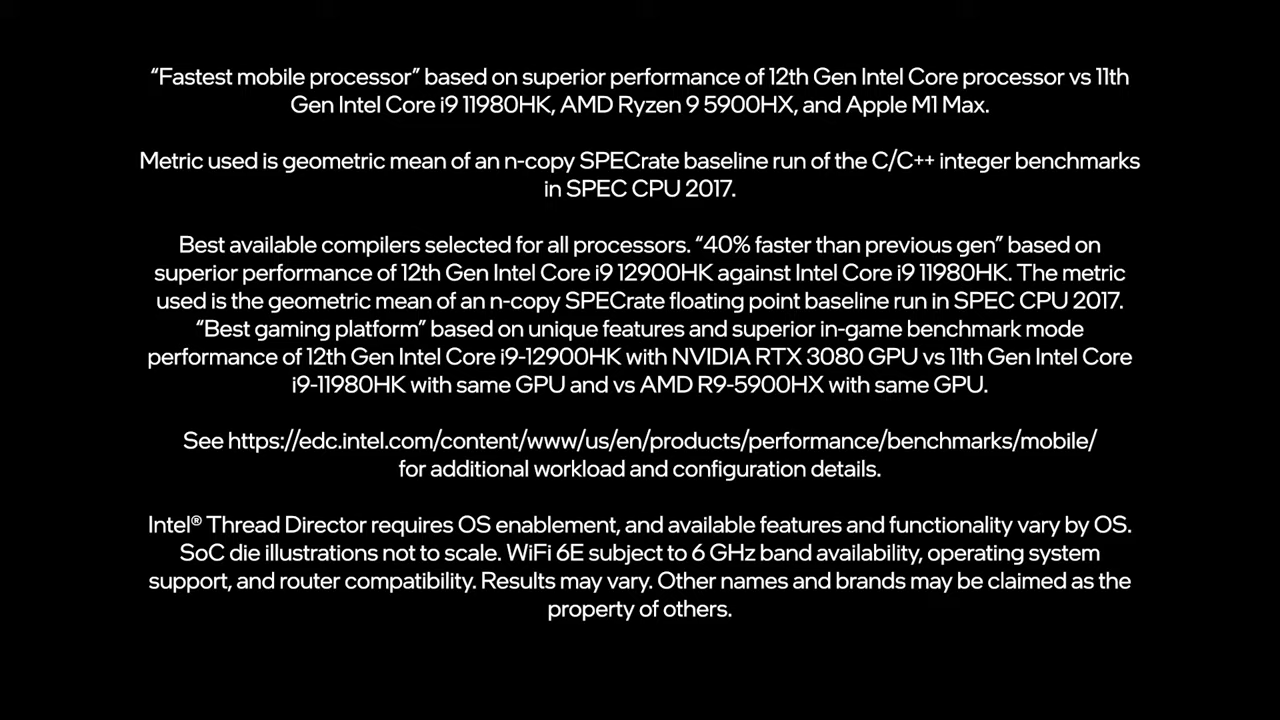 “Fastest mobile processor” based on superior performance of 12th Gen Intel Core processor vs 11th
Gen Intel Core i9 11980HK, AMD Ryzen 9 5900HX, and Apple M1 Max.
Metric used is geometric mean of an n-copy SPECrate baseline run of the C/C++ integer benchmarks
in SPEC CPU 2017.
Best available compilers selected for all processors. “40% faster than previous gen” based on
superior performance of 12th Gen Intel Core i9 12900HK against Intel Core i9 11980HK. The metric
used is the geometric mean of an n-copy SPECrate floating point baseline run in SPEC CPU 2017.
“Best gaming platform” based on unique features and superior in-game benchmark mode
performance of 12th Gen Intel Core i9-12900HK with NVIDIA RTX 3080 GPU vs 11th Gen Intel Core
i9-11980HK with same GPU and vs AMD R9-5900HX with same GPU.
See https://edc.intel.com/content/www/us/en/products/performance/benchmarks/mobile/
for additional workload and configuration details.
Intel® Thread Director requires OS enablement, and available features and functionality vary by OS.
SoC die illustrations not to scale. WiFi 6E subject to 6 GHz band availability, operating system
support, and router compatibility. Results may vary. Other names and brands may be claimed as the
property of others.